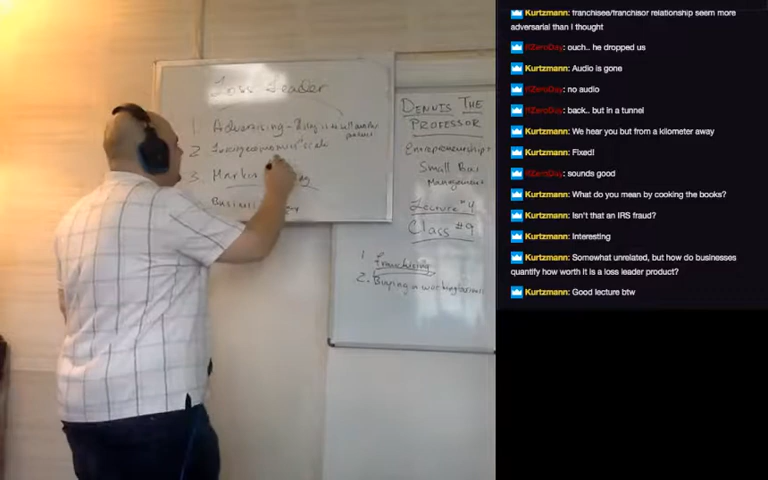 Loss Leader
1. Advertising -
2
3.
DENNIS THE
PROFESSOR
Entrepreneurship
Small Bus
Management
Lecture #4
Class #9
1 Franchising
2. Buying a working business
Kurtzmann: franchisee/franchisor relationship seem more
adversarial than I thought
: ouch.. he dropped us
Kurtzmann: Audio is gone
: no audio
: back.. but in a tunnel
Kurtzmann: We hear you but from a kilometer away
Kurtzmann: Fixed!
: sounds good
Kurtzmann: What do you mean by cooking the books?
Kurtzmann: Isn't that an IRS fraud?
Kurtzmann: Interesting
Kurtzmann: Somewhat unrelated, but how do businesses
quantify how worth it is a loss leader product?
Kurtzmann: Good lecture btw